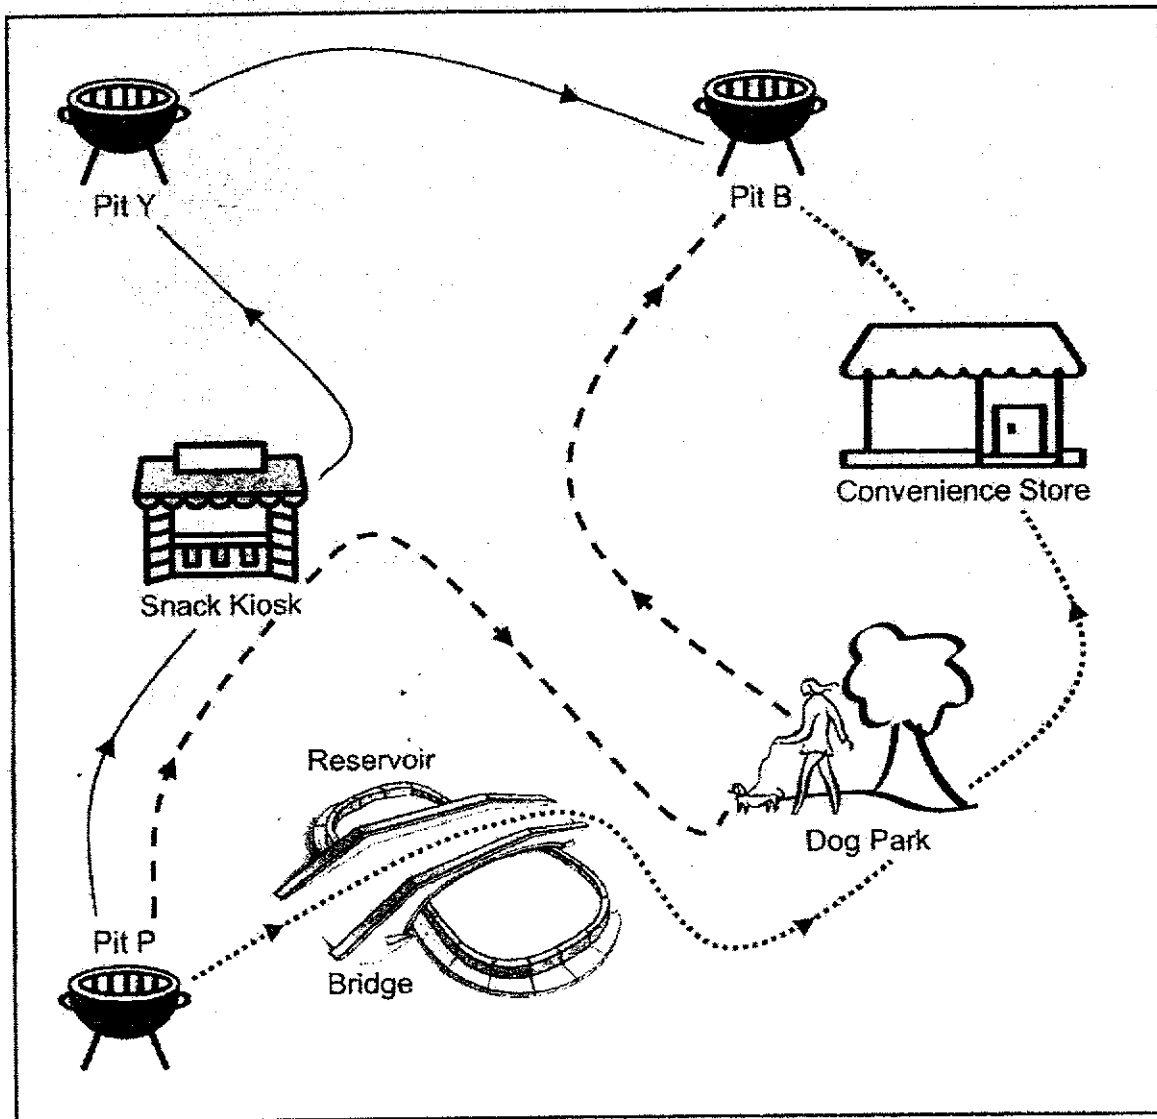 Pit Y
Pit B
Convenience Store
Snack Kiosk
Reservoir
Dog Park
Pit P
Bridge